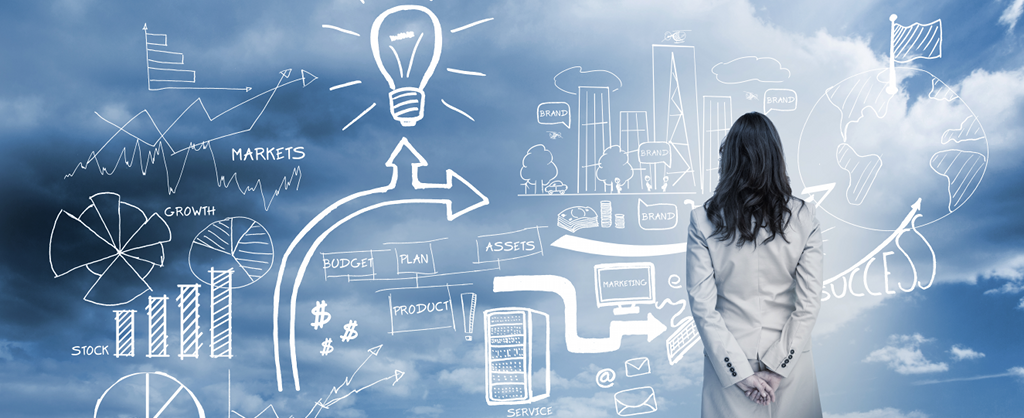 MARKETS
BRAND
BRAND
BRAND
GROWTH
BRAND
BUDGET
PLAN
ASSETS
MARKETING
SUCCESS
PRODUCT
$
$
$
STOCK
@
SERVICE